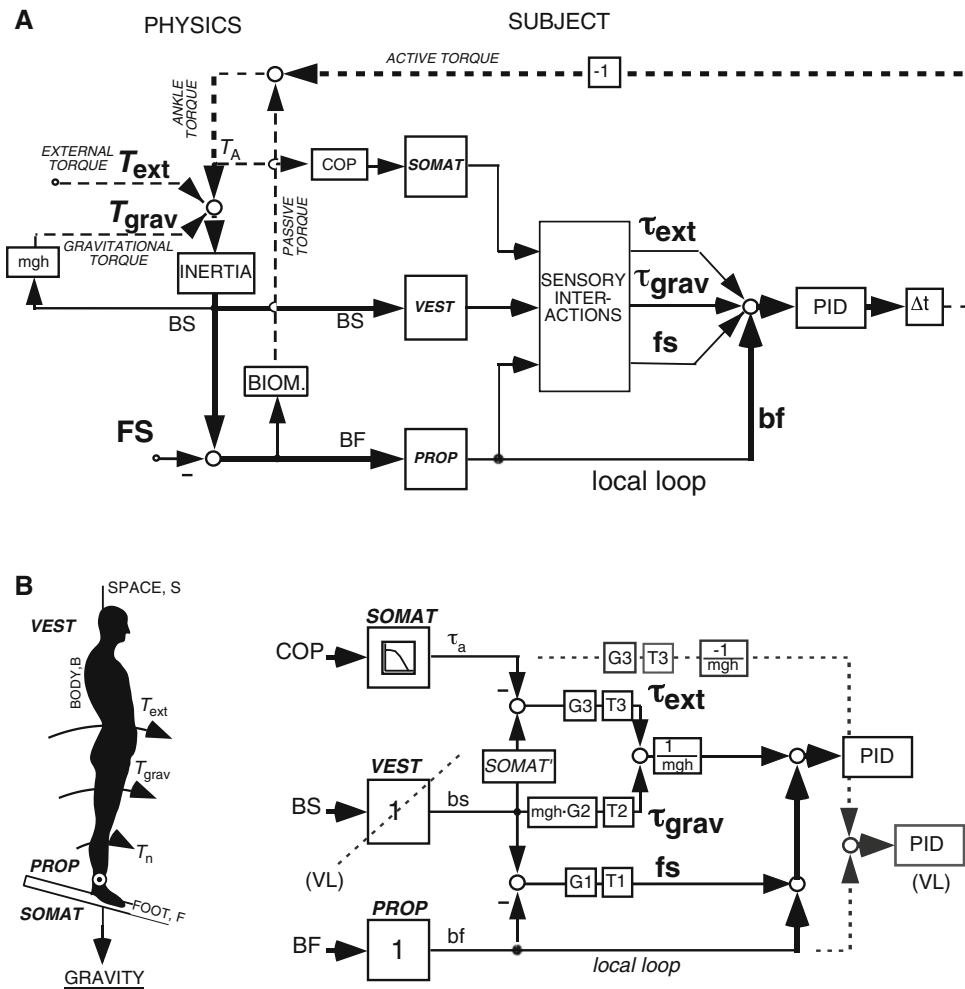 A
PHYSICS
SUBJECT
ACTIVE TORQUE
-1
ANKLE
TORQUE
T_A
EXTERNAL
TORQUE
T_ext
COP
SOMAT
T_grav
GRAVITATIONAL
TORQUE
PASSIVE
TORQUE
mgh
INERTIA
SENSORY
INTER-
ACTIONS
τ_ext
τ_grav
fs
PID
Δt
BS
BS
VEST
BIOM.
FS
–
BF
PROP
bf
local loop
B
SPACE, S
VEST
BODY,B
T_ext
T_grav
T_n
PROP
SOMAT
FOOT, F
GRAVITY
SOMAT
COP
τ_a
G3
T3
-1
mgh
–
G3
T3
τ_ext
SOMAT'
1
mgh
PID
VEST
BS
1
bs
mgh·G2
T2
τ_grav
(VL)
fs
G1
T1
–
PID
(VL)
PROP
BF
1
bf
local loop